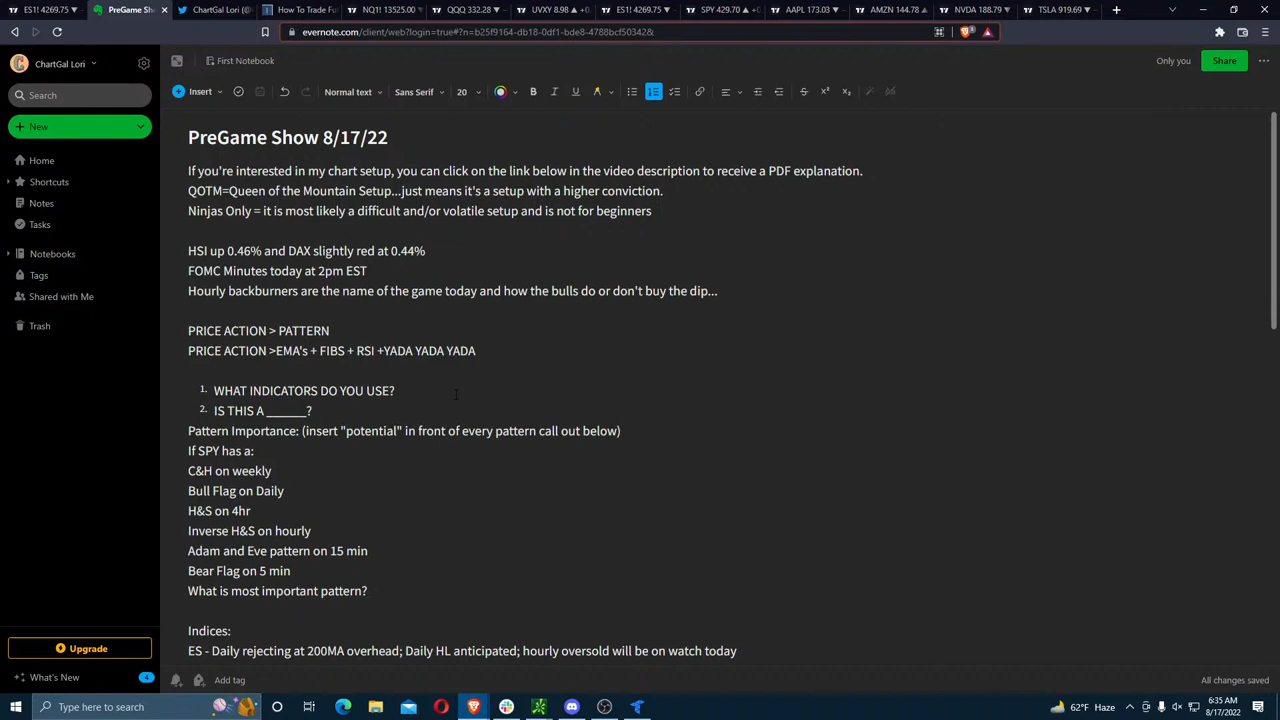 ES1! 4269.75
PreGame Show
ChartGal Lori (
How To Trade Fu
NQ1! 13525.00
QQQ 332.28
UVXY 8.98 +0.
ES1! 4269.75
SPY 429.70
AAPL 173.03
AMZN 144.78
NVDA 188.79
TSLA 919.69
evernote.com/client/web?login=true#?n=b25f9164-db18-0df1-bde8-4788bcf50342&
ChartGal Lori
First Notebook
Only you
Share
Search
Insert
Normal text
Sans Serif
20
New
Home
Shortcuts
Notes
Tasks
Notebooks
Tags
Shared with Me
Trash
PreGame Show 8/17/22
If you're interested in my chart setup, you can click on the link below in the video description to receive a PDF explanation.
QOTM=Queen of the Mountain Setup...just means it's a setup with a higher conviction.
Ninjas Only = it is most likely a difficult and/or volatile setup and is not for beginners
HSI up 0.46% and DAX slightly red at 0.44%
FOMC Minutes today at 2pm EST
Hourly backburners are the name of the game today and how the bulls do or don't buy the dip...
PRICE ACTION > PATTERN
PRICE ACTION >EMA's + FIBS + RSI +YADA YADA YADA
1. WHAT INDICATORS DO YOU USE?
2. IS THIS A ______?
Pattern Importance: (insert "potential" in front of every pattern call out below)
If SPY has a:
C&H on weekly
Bull Flag on Daily
H&S on 4hr
Inverse H&S on hourly
Adam and Eve pattern on 15 min
Bear Flag on 5 min
What is most important pattern?
Indices:
ES - Daily rejecting at 200MA overhead; Daily HL anticipated; hourly oversold will be on watch today
Upgrade
What's New
4
Add tag
All changes saved
Type here to search
62°F Haze
6:35 AM
8/17/2022